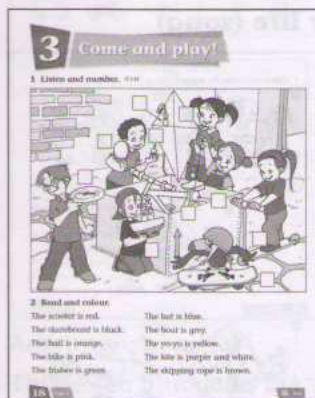 3 Come and play!
1 Listen and number.
2 Read and colour.
The scooter is red. The bat is blue.
The skateboard is black. The boat is grey.
The ball is orange. The yo-yo is yellow.
The bike is pink. The kite is purple and white.
The frisbee is green. The skipping rope is brown.
18